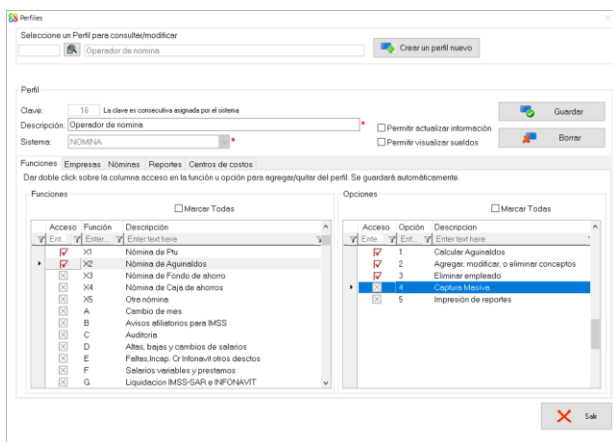 Perfiles
Seleccione un Perfil para consultar/modificar
Operador de nomina
Crear un perfil nuevo
Perfil
Clave: 16 La clave es consecutiva asignada por el sistema
Guardar
Descripción: Operador de nomina *
Permitir actualizar información
Sistema: NOMINA *
Permitir visualizar sueldos
Borrar
Funciones Empresas Nóminas Reportes Centros de costos
Dar doble click sobre la columna acceso en la función u opción para agregar/quitar del perfil. Se guardará automáticamente.
Funciones
Marcar Todas
Acceso Función Descripción
Ent... Enter... Enter text here
X1 Nómina de Ptu
X2 Nómina de Aguinaldos
X3 Nómina de Fondo de ahorro
X4 Nómina de Caja de ahorros
X5 Otra nómina
A Cambio de mes
B Avisos afiliatorios para IMSS
C Auditoria
D Altas, bajas y cambios de salarios
E Faltas,Incap. Cr Infonavit otros desctos
F Salarios variables y prestamos
G Liquidacion IMSS-SAR e INFONAVIT
Opciones
Marcar Todas
Acceso Opción Descripcion
Ente... Ent... Enter text here
1 Calcular Aguinaldos
2 Agregar, modificar, o eliminar conceptos
3 Eliminar empleado
4 Captura Masiva
5 Impresión de reportes
Salir